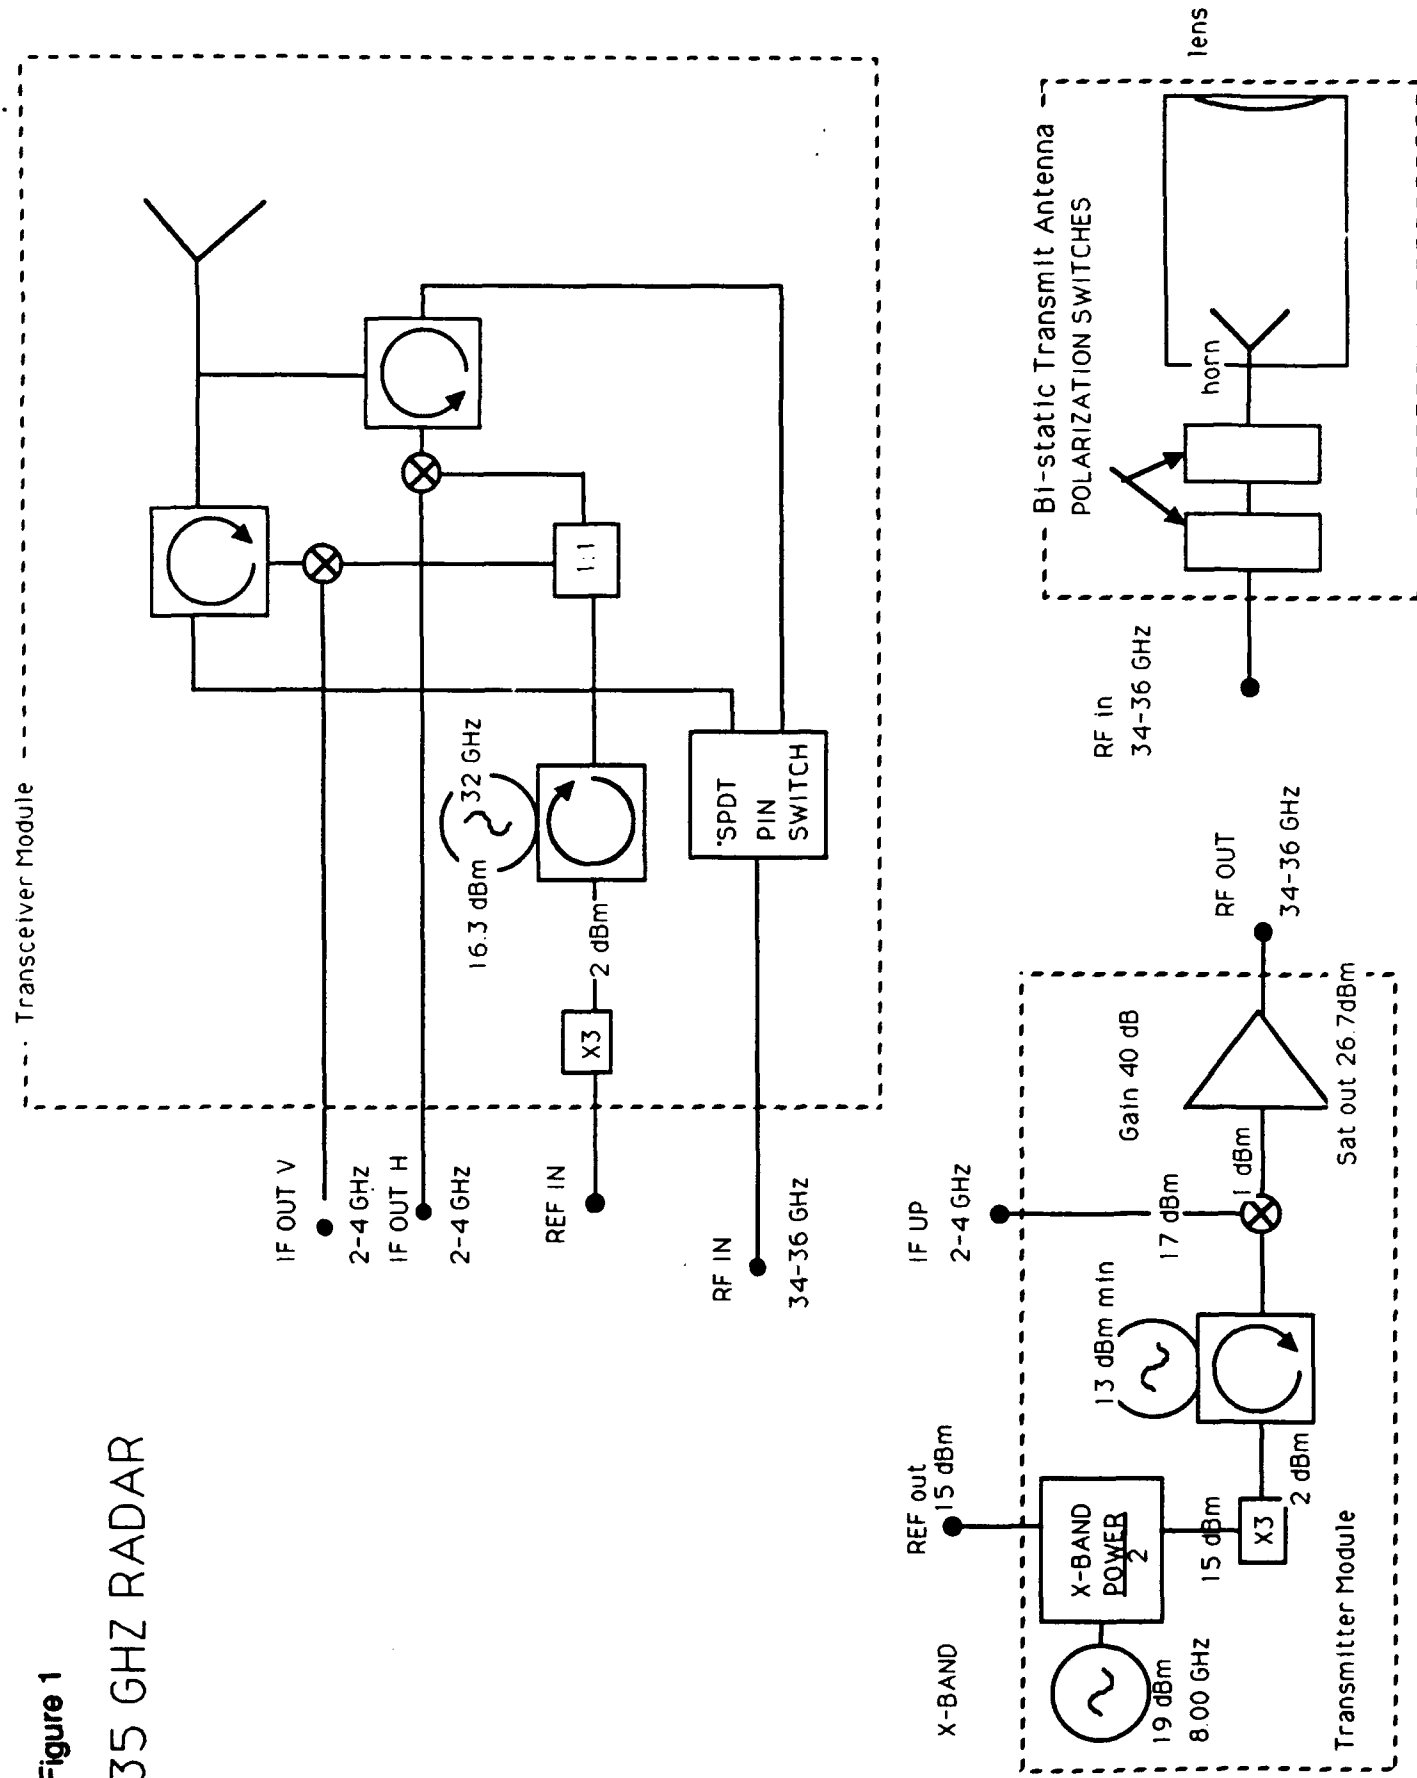 Figure 1
35 GHZ RADAR
Transceiver Module
IF OUT V
2-4 GHz
IF OUT H
2-4 GHz
REF IN
RF IN
34-36 GHz
X3
2 dBm
16.3 dBm
32 GHz
1:1
SPDT
PIN
SWITCH
X-BAND
19 dBm
8.00 GHz
X-BAND
POWER
2
REF out
15 dBm
15 dBm
X3
2 dBm
13 dBm min
IF UP
2-4 GHz
17 dBm
1 dBm
Gain 40 dB
Sat out 26.7dBm
RF OUT
34-36 GHz
Transmitter Module
RF in
34-36 GHz
Bi-static Transmit Antenna
POLARIZATION SWITCHES
horn
lens